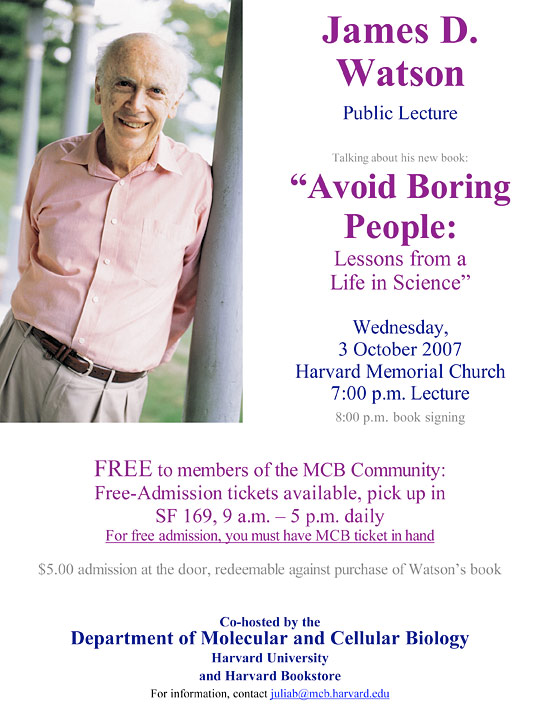 James D.
Watson
Public Lecture
Talking about his new book:
“Avoid Boring
People:
Lessons from a
Life in Science”
Wednesday,
3 October 2007
Harvard Memorial Church
7:00 p.m. Lecture
8:00 p.m. book signing
FREE to members of the MCB Community:
Free-Admission tickets available, pick up in
SF 169, 9 a.m. – 5 p.m. daily
For free admission, you must have MCB ticket in hand
$5.00 admission at the door, redeemable against purchase of Watson’s book
Co-hosted by the
Department of Molecular and Cellular Biology
Harvard University
and Harvard Bookstore
For information, contact juliab@mcb.harvard.edu